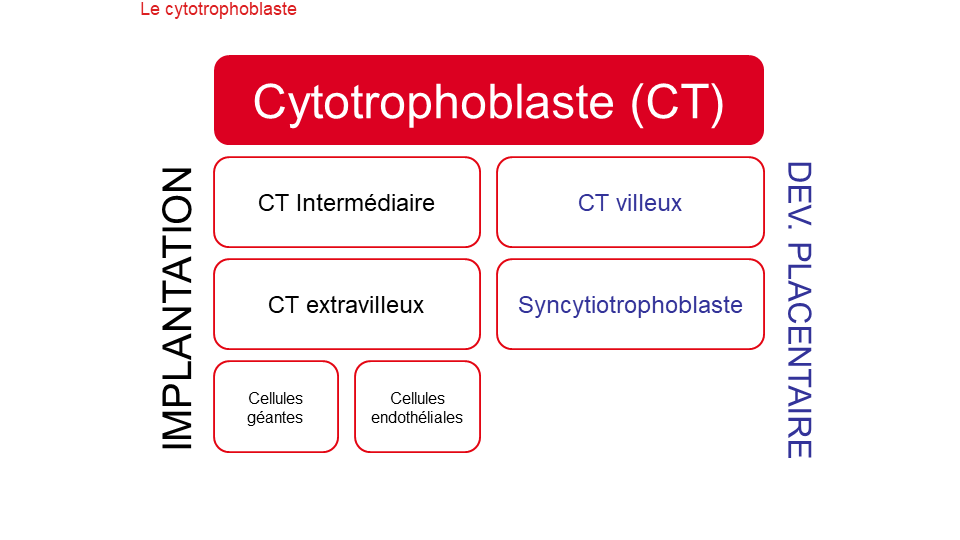 Le cytotrophoblaste
Cytotrophoblaste (CT)
IMPLANTATION
CT Intermédiaire
CT villeux
CT extravilleux
Syncytiotrophoblaste
Cellules
géantes
Cellules
endothéliales
DEV. PLACENTAIRE